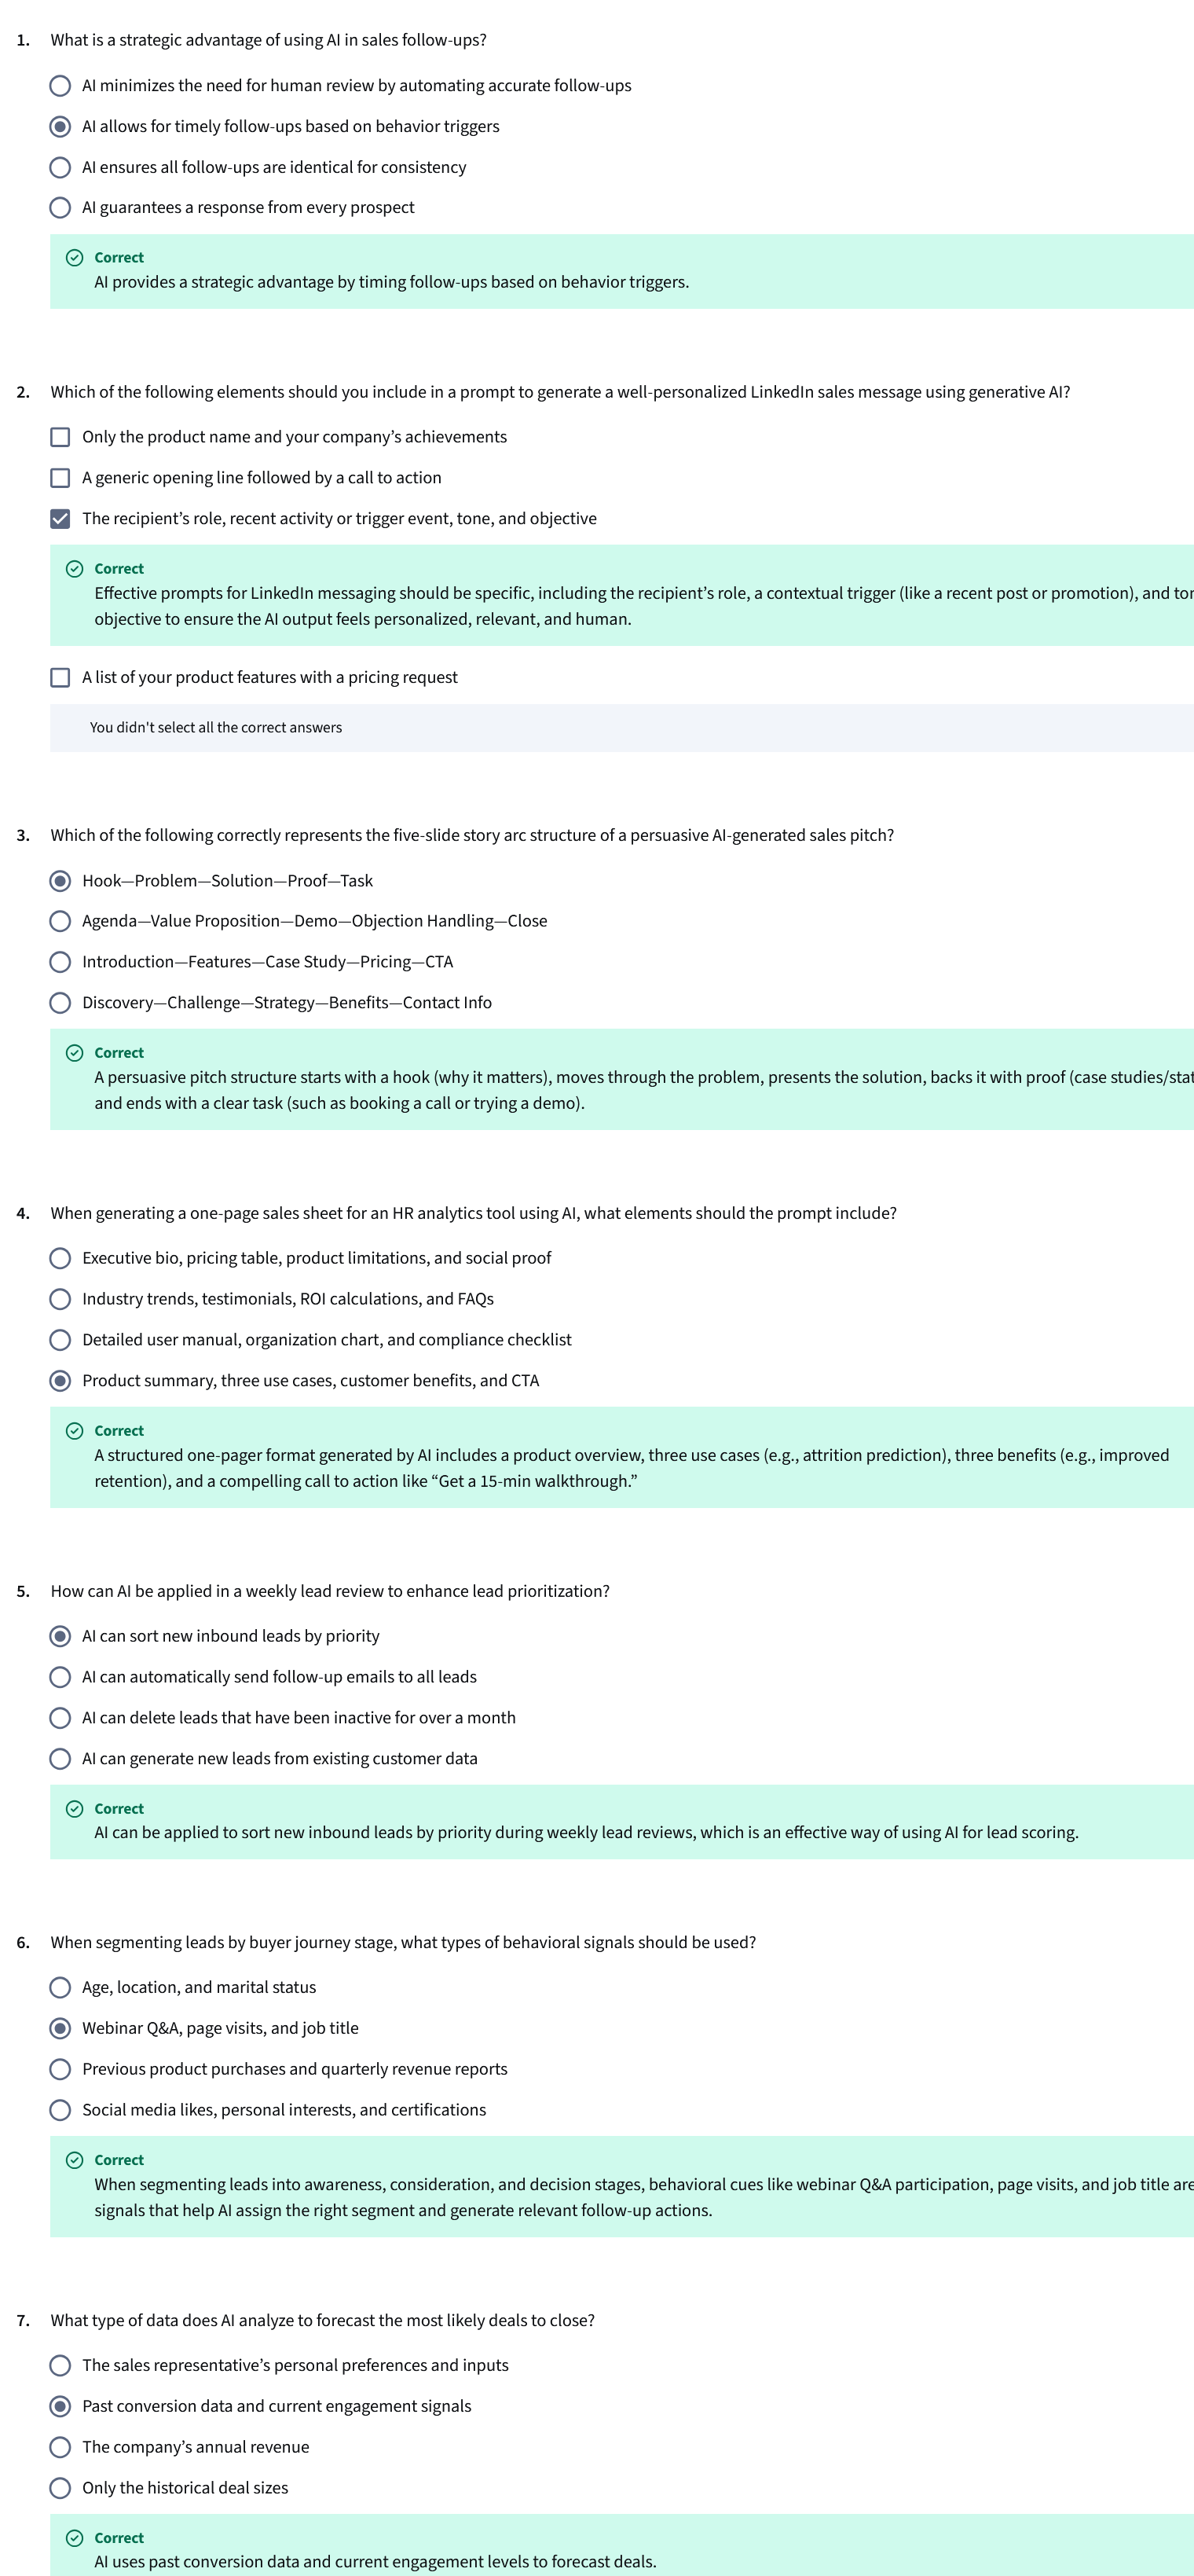 1. What is a strategic advantage of using AI in sales follow-ups?
AI minimizes the need for human review by automating accurate follow-ups
AI allows for timely follow-ups based on behavior triggers
AI ensures all follow-ups are identical for consistency
AI guarantees a response from every prospect
Correct
AI provides a strategic advantage by timing follow-ups based on behavior triggers.
2. Which of the following elements should you include in a prompt to generate a well-personalized LinkedIn sales message using generative AI?
Only the product name and your company’s achievements
A generic opening line followed by a call to action
The recipient’s role, recent activity or trigger event, tone, and objective
Correct
Effective prompts for LinkedIn messaging should be specific, including the recipient’s role, a contextual trigger (like a recent post or promotion), and
objective to ensure the AI output feels personalized, relevant, and human.
A list of your product features with a pricing request
You didn't select all the correct answers
3. Which of the following correctly represents the five-slide story arc structure of a persuasive AI-generated sales pitch?
Hook—Problem—Solution—Proof—Task
Agenda—Value Proposition—Demo—Objection Handling—Close
Introduction—Features—Case Study—Pricing—CTA
Discovery—Challenge—Strategy—Benefits—Contact Info
Correct
A persuasive pitch structure starts with a hook (why it matters), moves through the problem, presents the solution, backs it with proof (case studies/
and ends with a clear task (such as booking a call or trying a demo).
4. When generating a one-page sales sheet for an HR analytics tool using AI, what elements should the prompt include?
Executive bio, pricing table, product limitations, and social proof
Industry trends, testimonials, ROI calculations, and FAQs
Detailed user manual, organization chart, and compliance checklist
Product summary, three use cases, customer benefits, and CTA
Correct
A structured one-pager format generated by AI includes a product overview, three use cases (e.g., attrition prediction), three benefits (e.g., improved
retention), and a compelling call to action like “Get a 15-min walkthrough.”
5. How can AI be applied in a weekly lead review to enhance lead prioritization?
AI can sort new inbound leads by priority
AI can automatically send follow-up emails to all leads
AI can delete leads that have been inactive for over a month
AI can generate new leads from existing customer data
Correct
AI can be applied to sort new inbound leads by priority during weekly lead reviews, which is an effective way of using AI for lead scoring.
6. When segmenting leads by buyer journey stage, what types of behavioral signals should be used?
Age, location, and marital status
Webinar Q&A, page visits, and job title
Previous product purchases and quarterly revenue reports
Social media likes, personal interests, and certifications
Correct
When segmenting leads into awareness, consideration, and decision stages, behavioral cues like webinar Q&A participation, page visits, and job title are
signals that help AI assign the right segment and generate relevant follow-up actions.
7. What type of data does AI analyze to forecast the most likely deals to close?
The sales representative’s personal preferences and inputs
Past conversion data and current engagement signals
The company’s annual revenue
Only the historical deal sizes
Correct
AI uses past conversion data and current engagement levels to forecast deals.